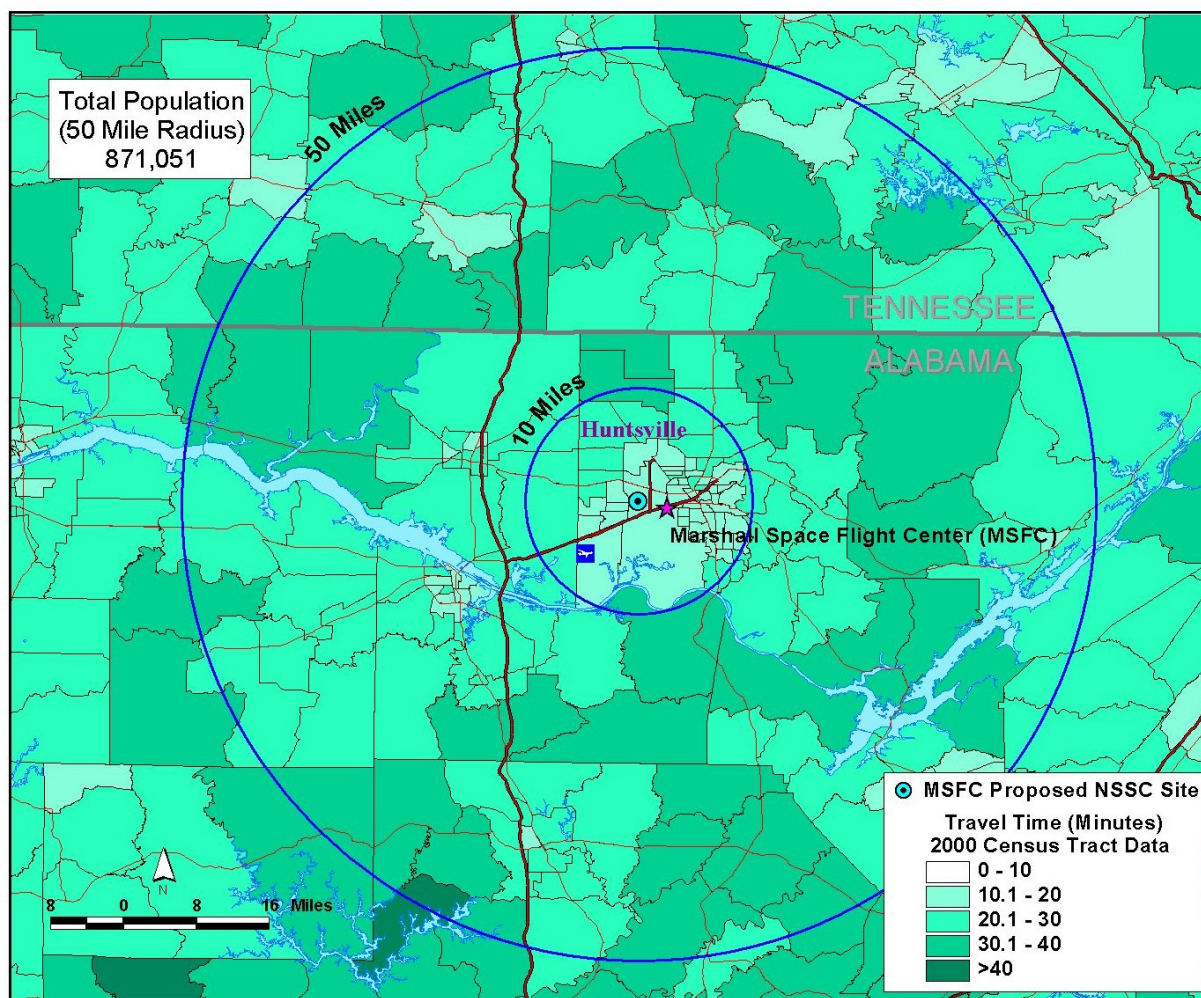 Total Population
(50 Mile Radius)
871,051
50 Miles
TENNESSEE
ALABAMA
10 Miles
Huntsville
Marshall Space Flight Center (MSFC)
MSFC Proposed NSSC Site
Travel Time (Minutes)
2000 Census Tract Data
0 - 10
10.1 - 20
20.1 - 30
30.1 - 40
>40
N
8 0 8 16 Miles